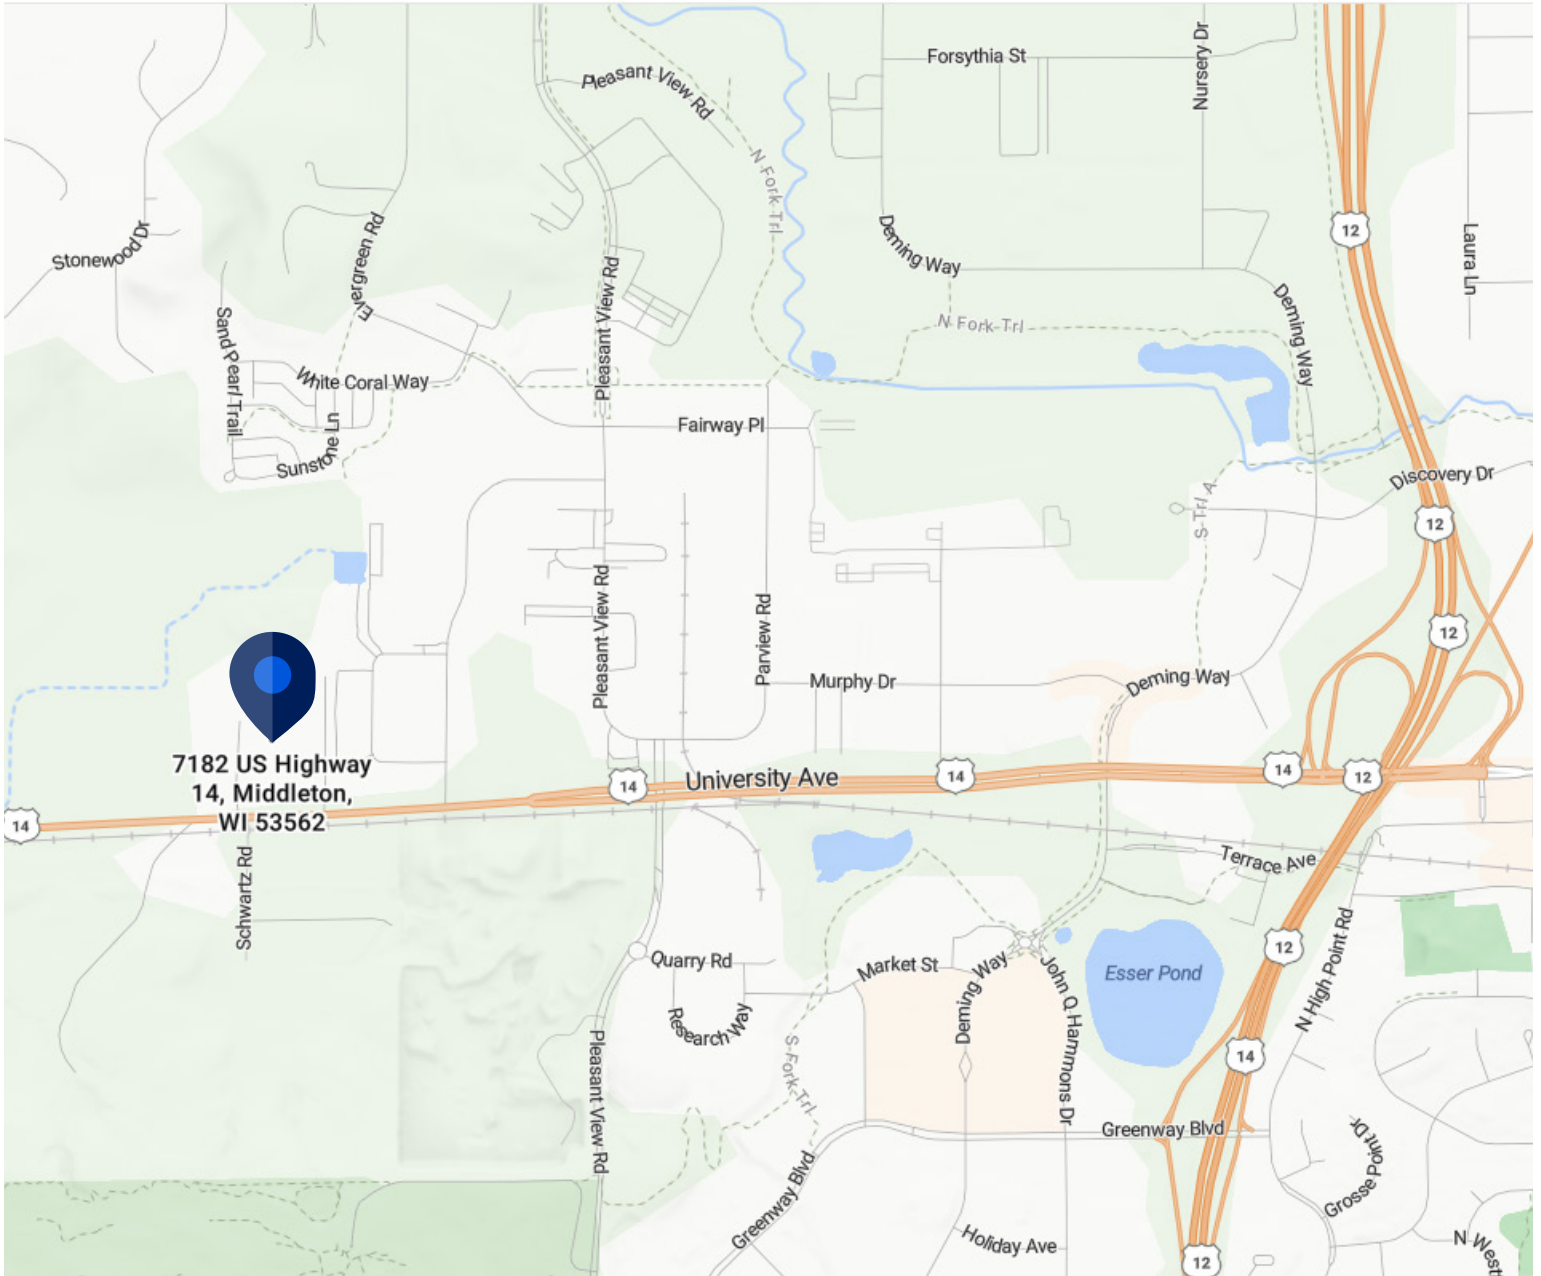 Forsythia St
Nursery Dr
Pleasant View Rd
N Fork Trl
12
Stonewood Dr
Evergreen Rd
Deming Way
Laura Ln
Pleasant View Rd
Deming Way
Sand Pearl Trail
N Fork Trl
White Coral Way
Fairway Pl
Sunstone Ln
Discovery Dr
S Trl A
12
Pleasant View Rd
Parview Rd
12
Murphy Dr
Deming Way
7182 US Highway
14, Middleton,
WI 53562
14
14
University Ave
14
14
12
Schwartz Rd
Terrace Ave
12
N High Point Rd
Quarry Rd
Market St
Deming Way
John Q Hammons Dr
Esser Pond
Research Way
S Fork Trl
14
Pleasant View Rd
Greenway Blvd
Grosse Point Dr
Greenway Blvd
Holiday Ave
N West
12